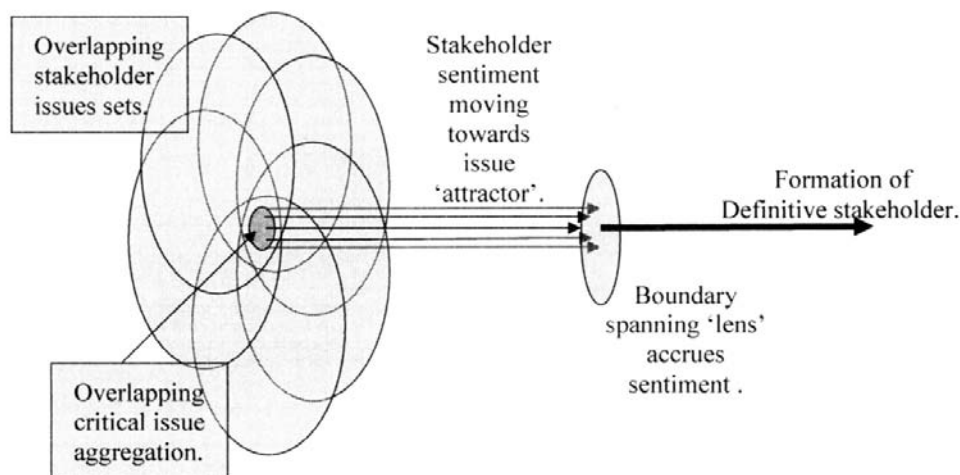 Overlapping
stakeholder
issues sets.
Stakeholder
sentiment
moving
towards
issue
‘attractor’.
Formation of
Definitive stakeholder.
Boundary
spanning ‘lens’
accrues
sentiment .
Overlapping
critical issue
aggregation.